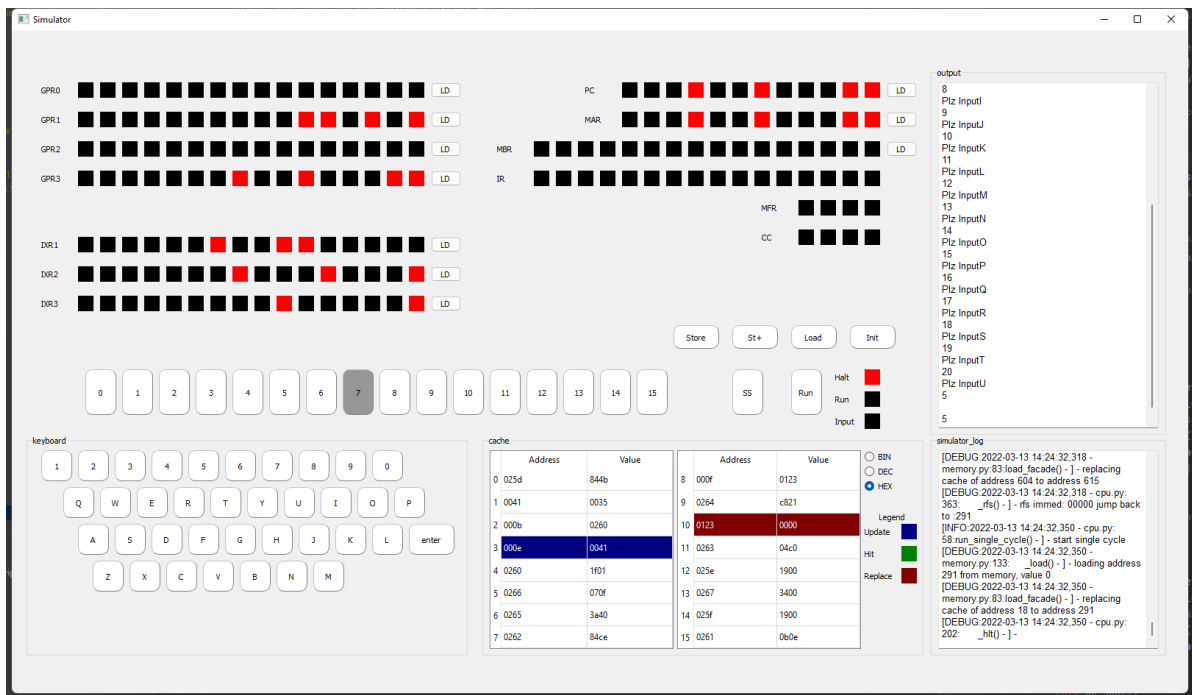 Simulator
GPR0 LD
GPR1 LD
GPR2 LD
GPR3 LD
IXR1 LD
IXR2 LD
IXR3 LD
PC LD
MAR LD
MBR LD
IR
MFR
CC
Store St+ Load Init
0 1 2 3 4 5 6 7 8 9 10 11 12 13 14 15 SS Run
Halt
Run
Input
output
8
Plz InputI
9
Plz InputJ
10
Plz InputK
11
Plz InputL
12
Plz InputM
13
Plz InputN
14
Plz InputO
15
Plz InputP
16
Plz InputQ
17
Plz InputR
18
Plz InputS
19
Plz InputT
20
Plz InputU
5
5
keyboard
1 2 3 4 5 6 7 8 9 0
Q W E R T Y U I O P
A S D F G H J K L enter
Z X C V B N M
cache
Address Value
0 025d 844b
1 0041 0035
2 000b 0260
3 000e 0041
4 0260 1f01
5 0266 070f
6 0265 3a40
7 0262 84ce
Address Value
8 000f 0123
9 0264 c821
10 0123 0000
11 0263 04c0
12 025e 1900
13 0267 3400
14 025f 1900
15 0261 0b0e
BIN
DEC
HEX
Legend
Update
Hit
Replace
simulator_log
[DEBUG:2022-03-13 14:24:32,318 -
memory.py:83:load_facade() - ] - replacing
cache of address 604 to address 615
[DEBUG:2022-03-13 14:24:32,318 - cpu.py:
363: _rfs() - ] - rfs immed: 00000 jump back
to :291
[INFO:2022-03-13 14:24:32,350 - cpu.py:
58:run_single_cycle() - ] - start single cycle
[DEBUG:2022-03-13 14:24:32,350 -
memory.py:133: _load() - ] - loading address
291 from memory, value 0
[DEBUG:2022-03-13 14:24:32,350 -
memory.py:83:load_facade() - ] - replacing
cache of address 18 to address 291
[DEBUG:2022-03-13 14:24:32,350 - cpu.py:
202: _hlt() - ] -